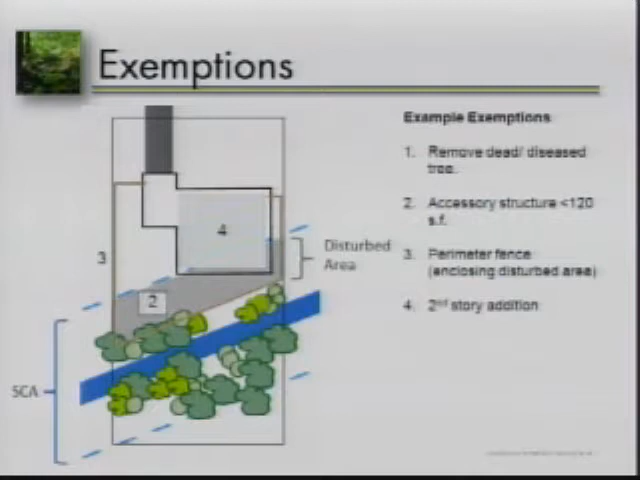 Exemptions
Example Exemptions
1. Remove dead/ diseased
tree.
2. Accessory structure <120
s.f.
3. Perimeter fence
(enclosing disturbed area)
4. 2nd story addition
4
Disturbed
Area
3
2
SCA